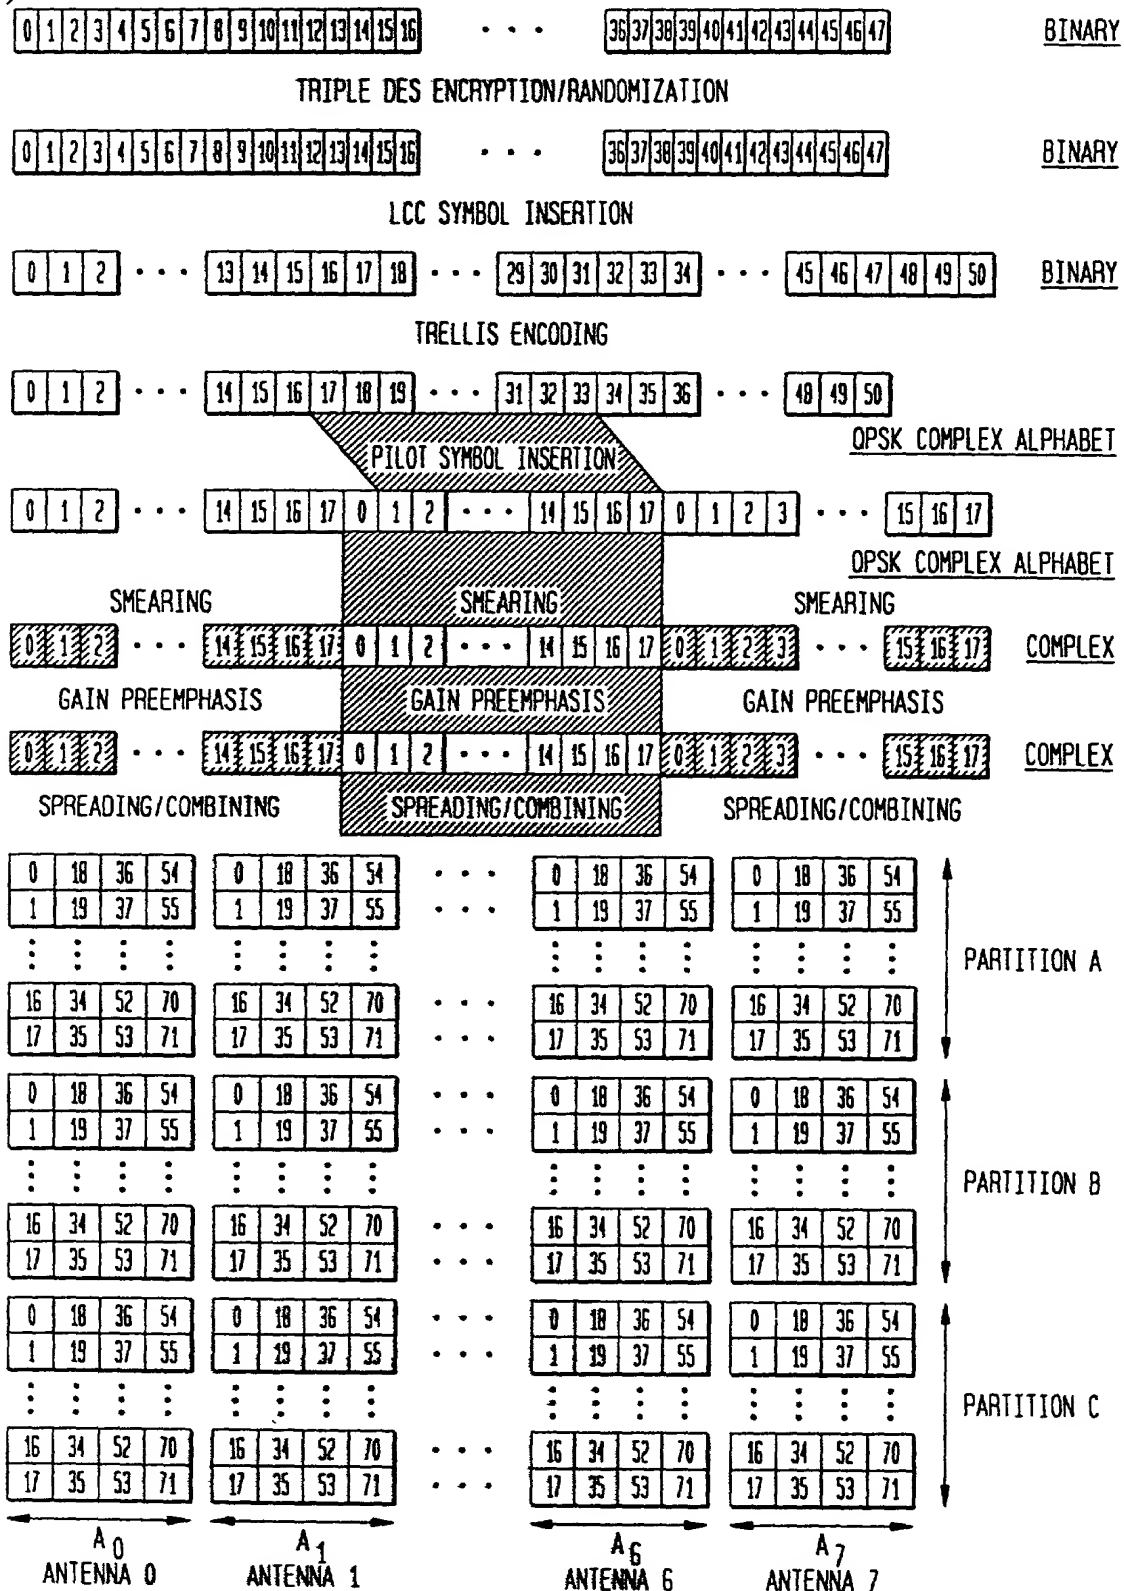 0 1 2 3 4 5 6 7 8 9 10 11 12 13 14 15 16 · · · 36 37 38 39 40 41 42 43 44 45 46 47 BINARY
TRIPLE DES ENCRYPTION/RANDOMIZATION
0 1 2 3 4 5 6 7 8 9 10 11 12 13 14 15 16 · · · 36 37 38 39 40 41 42 43 44 45 46 47 BINARY
LCC SYMBOL INSERTION
0 1 2 · · · 13 14 15 16 17 18 · · · 29 30 31 32 33 34 · · · 45 46 47 48 49 50 BINARY
TRELLIS ENCODING
0 1 2 · · · 14 15 16 17 18 19 · · · 31 32 33 34 35 36 · · · 48 49 50
QPSK COMPLEX ALPHABET
PILOT SYMBOL INSERTION
0 1 2 · · · 14 15 16 17 0 1 2 · · · 14 15 16 17 0 1 2 3 · · · 15 16 17
QPSK COMPLEX ALPHABET
SMEARING SMEARING SMEARING
0 1 2 · · · 14 15 16 17 0 1 2 · · · 14 15 16 17 0 1 2 3 · · · 15 16 17 COMPLEX
GAIN PREEMPHASIS GAIN PREEMPHASIS GAIN PREEMPHASIS
0 1 2 · · · 14 15 16 17 0 1 2 · · · 14 15 16 17 0 1 2 3 · · · 15 16 17 COMPLEX
SPREADING/COMBINING SPREADING/COMBINING SPREADING/COMBINING
0 18 36 54 0 18 36 54 · · · 0 18 36 54 0 18 36 54
1 19 37 55 1 19 37 55 · · · 1 19 37 55 1 19 37 55
PARTITION A
16 34 52 70 16 34 52 70 · · · 16 34 52 70 16 34 52 70
17 35 53 71 17 35 53 71 · · · 17 35 53 71 17 35 53 71
0 18 36 54 0 18 36 54 · · · 0 18 36 54 0 18 36 54
1 19 37 55 1 19 37 55 · · · 1 19 37 55 1 19 37 55
PARTITION B
16 34 52 70 16 34 52 70 · · · 16 34 52 70 16 34 52 70
17 35 53 71 17 35 53 71 · · · 17 35 53 71 17 35 53 71
0 18 36 54 0 18 36 54 · · · 0 18 36 54 0 18 36 54
1 19 37 55 1 19 37 55 · · · 1 19 37 55 1 19 37 55
PARTITION C
16 34 52 70 16 34 52 70 · · · 16 34 52 70 16 34 52 70
17 35 53 71 17 35 53 71 · · · 17 35 53 71 17 35 53 71
A0 A1 A6 A7
ANTENNA 0 ANTENNA 1 ANTENNA 6 ANTENNA 7